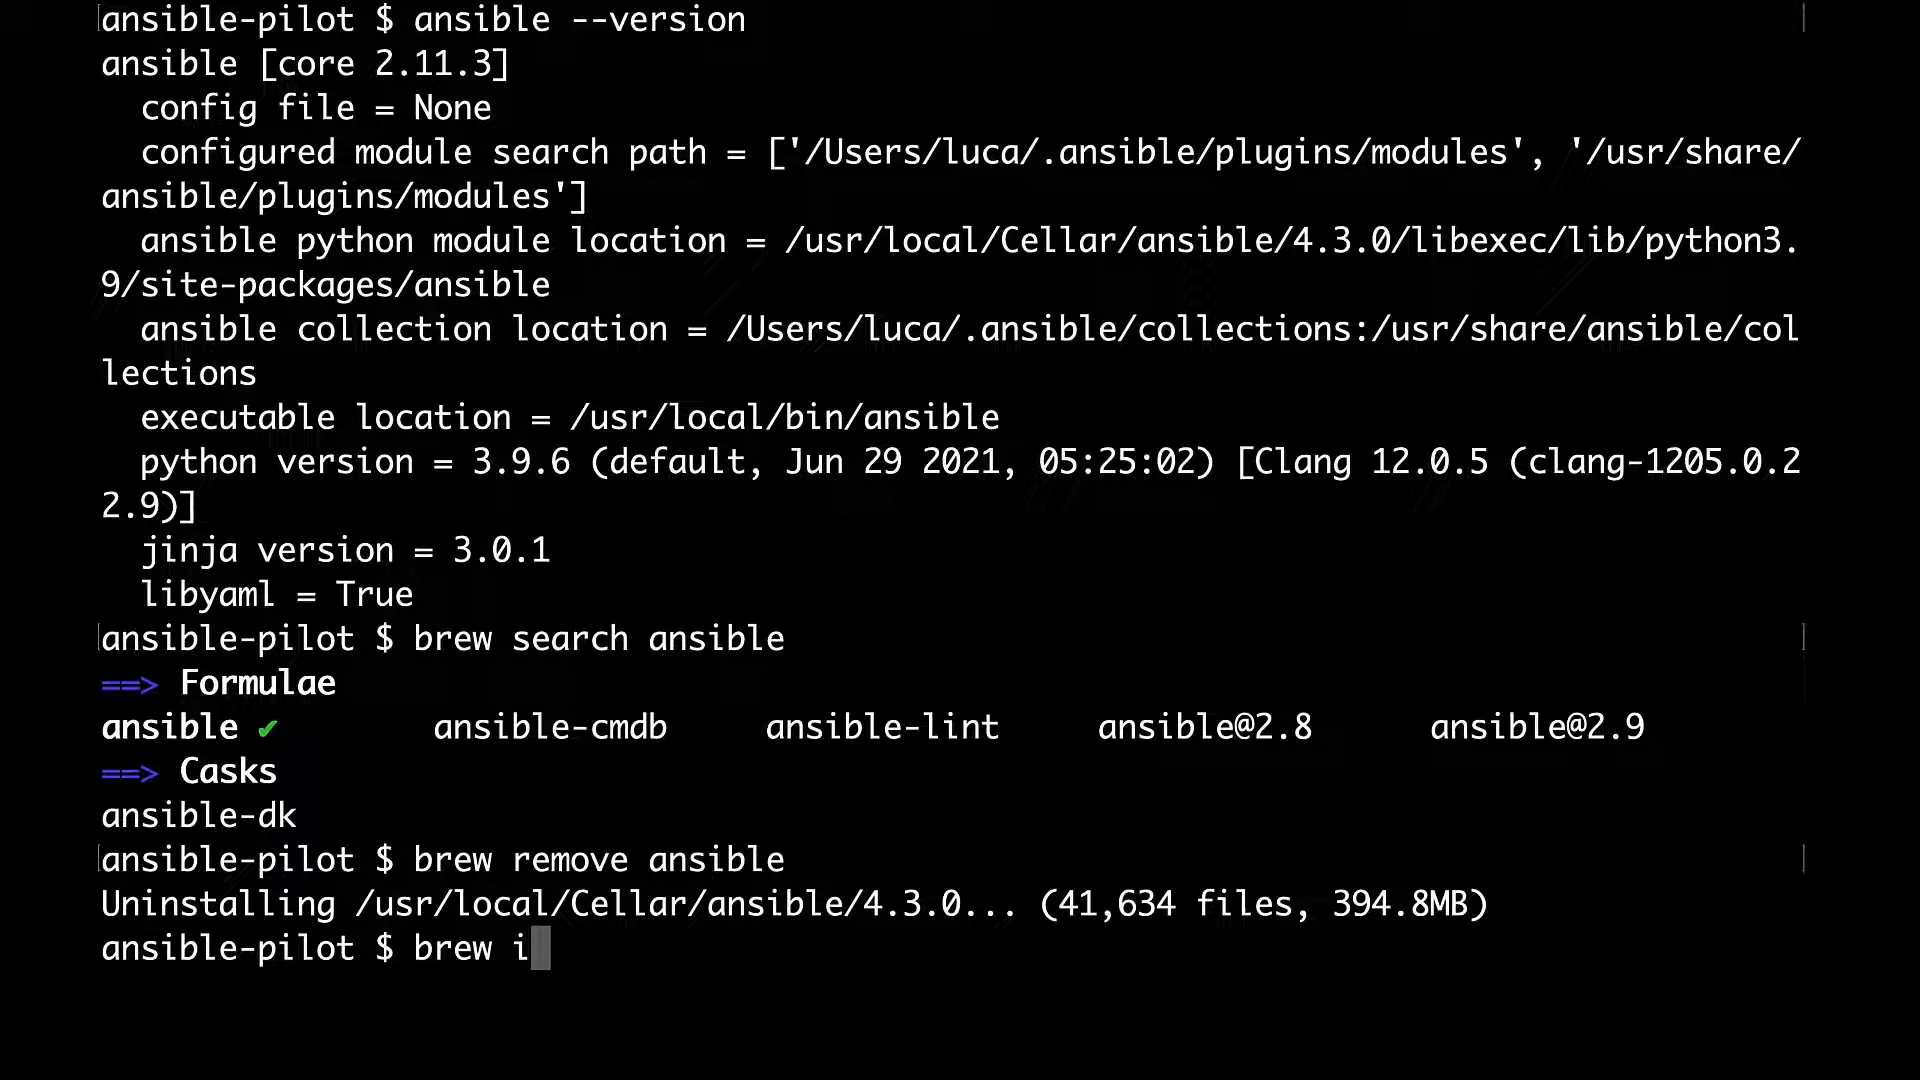 ansible-pilot $ ansible --version
ansible [core 2.11.3]
  config file = None
  configured module search path = ['/Users/luca/.ansible/plugins/modules', '/usr/share/
ansible/plugins/modules']
  ansible python module location = /usr/local/Cellar/ansible/4.3.0/libexec/lib/python3.
9/site-packages/ansible
  ansible collection location = /Users/luca/.ansible/collections:/usr/share/ansible/col
lections
  executable location = /usr/local/bin/ansible
  python version = 3.9.6 (default, Jun 29 2021, 05:25:02) [Clang 12.0.5 (clang-1205.0.2
2.9)]
  jinja version = 3.0.1
  libyaml = True
ansible-pilot $ brew search ansible
==> Formulae
ansible ✔ ansible-cmdb ansible-lint ansible@2.8 ansible@2.9
==> Casks
ansible-dk
ansible-pilot $ brew remove ansible
Uninstalling /usr/local/Cellar/ansible/4.3.0... (41,634 files, 394.8MB)
ansible-pilot $ brew i